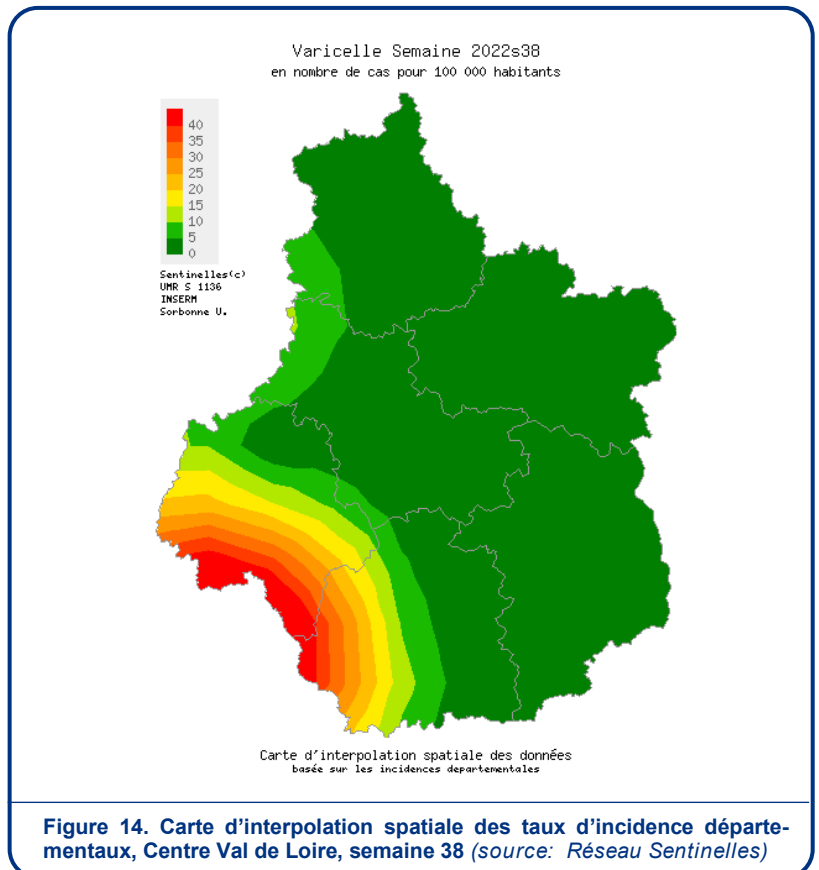 Varicelle Semaine 2022s38
en nombre de cas pour 100 000 habitants
40
35
30
25
20
15
10
5
0
Sentinelles(c)
UMR S 1136
INSERM
Sorbonne U.
Carte d'interpolation spatiale des données
basée sur les incidences departementales
Figure 14. Carte d'interpolation spatiale des taux d'incidence départe-
mentaux, Centre Val de Loire, semaine 38 (source: Réseau Sentinelles)